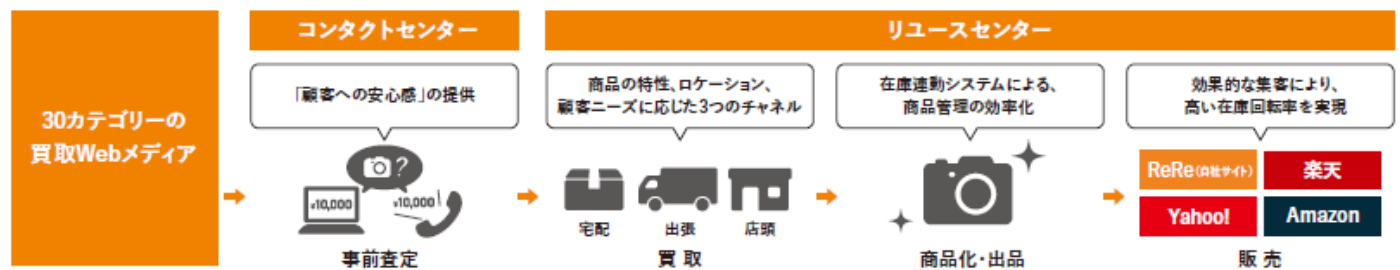 30カテゴリーの
買取Webメディア
コンタクトセンター
「顧客への安心感」の提供
?
¥10,000
¥10,000
事前査定
リユースセンター
商品の特性、ロケーション、
顧客ニーズに応じた3つのチャネル
宅配
出張
店頭
買取
在庫連動システムによる、
商品管理の効率化
商品化・出品
効果的な集客により、
高い在庫回転率を実現
ReRe(自社サイト)
楽天
Yahoo!
Amazon
販売